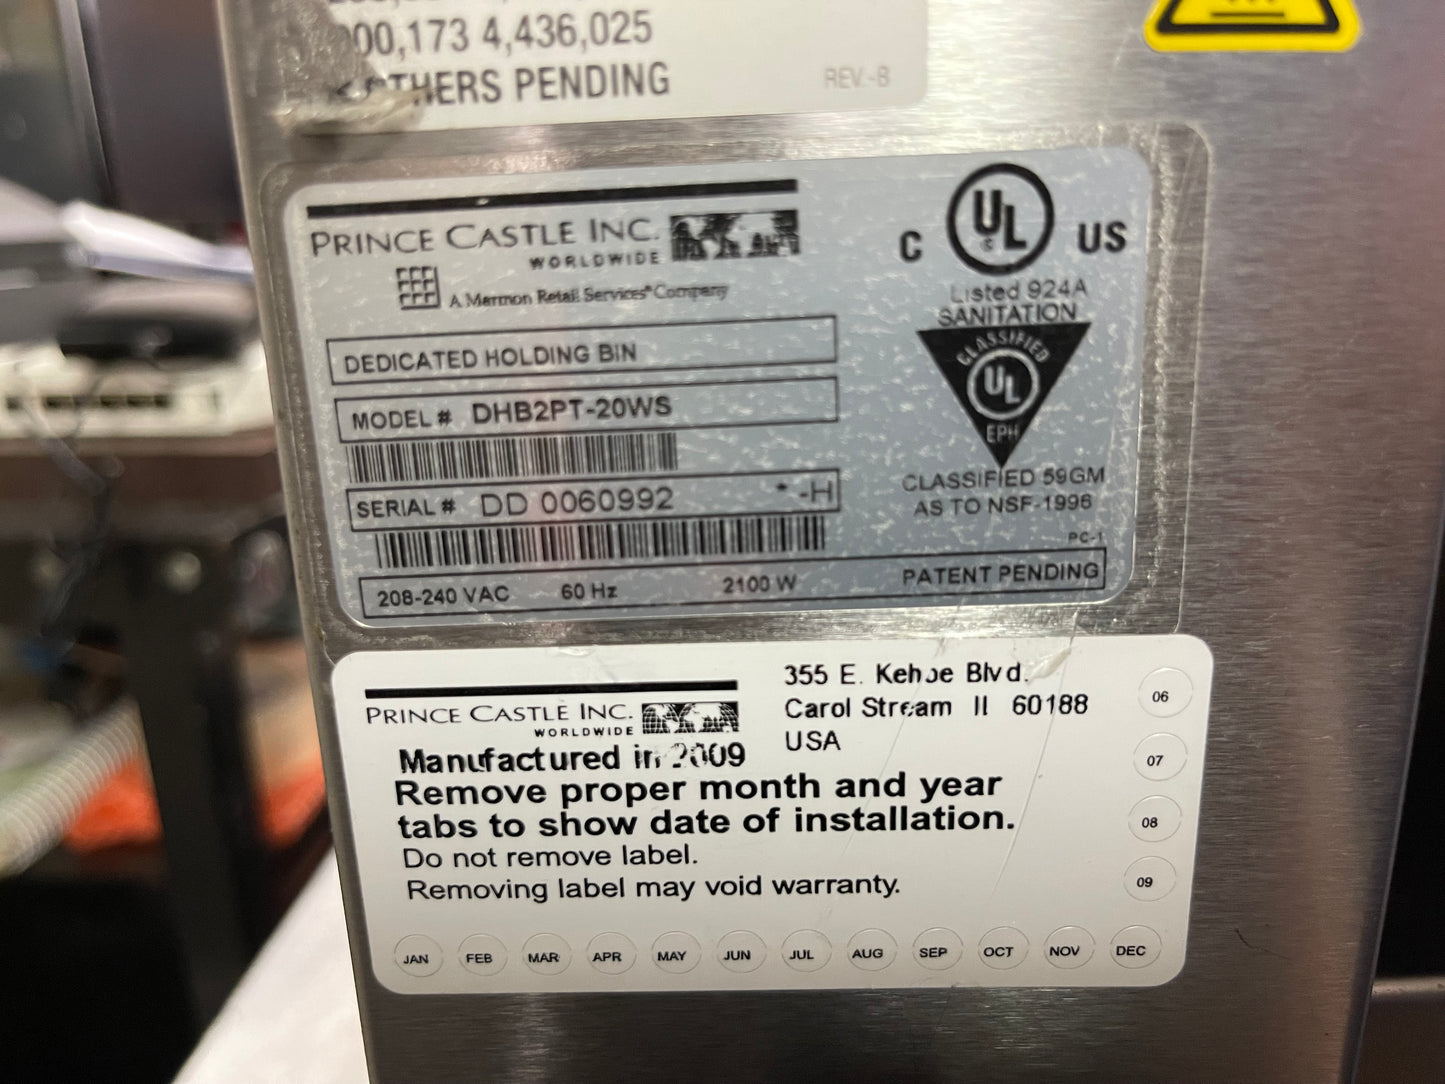 00,173 4,436,025
OTHERS PENDING
REV.-B
PRINCE CASTLE INC.
WORLDWIDE
A Marmon Retail Services Company
C UL US
Listed 924A
SANITATION
CLASSIFIED
UL
EPH
CLASSIFIED 59GM
AS TO NSF-1996
PC-1
DEDICATED HOLDING BIN
MODEL # DHB2PT-20WS
SERIAL # DD 0060992 * -H
208-240 VAC 60 Hz 2100 W PATENT PENDING
PRINCE CASTLE INC.
WORLDWIDE
355 E. Kehoe Blvd.
Carol Stream Il 60188
USA
Manufactured in 2009
Remove proper month and year
tabs to show date of installation.
Do not remove label.
Removing label may void warranty.
06
07
08
09
JAN FEB MAR APR MAY JUN JUL AUG SEP OCT NOV DEC